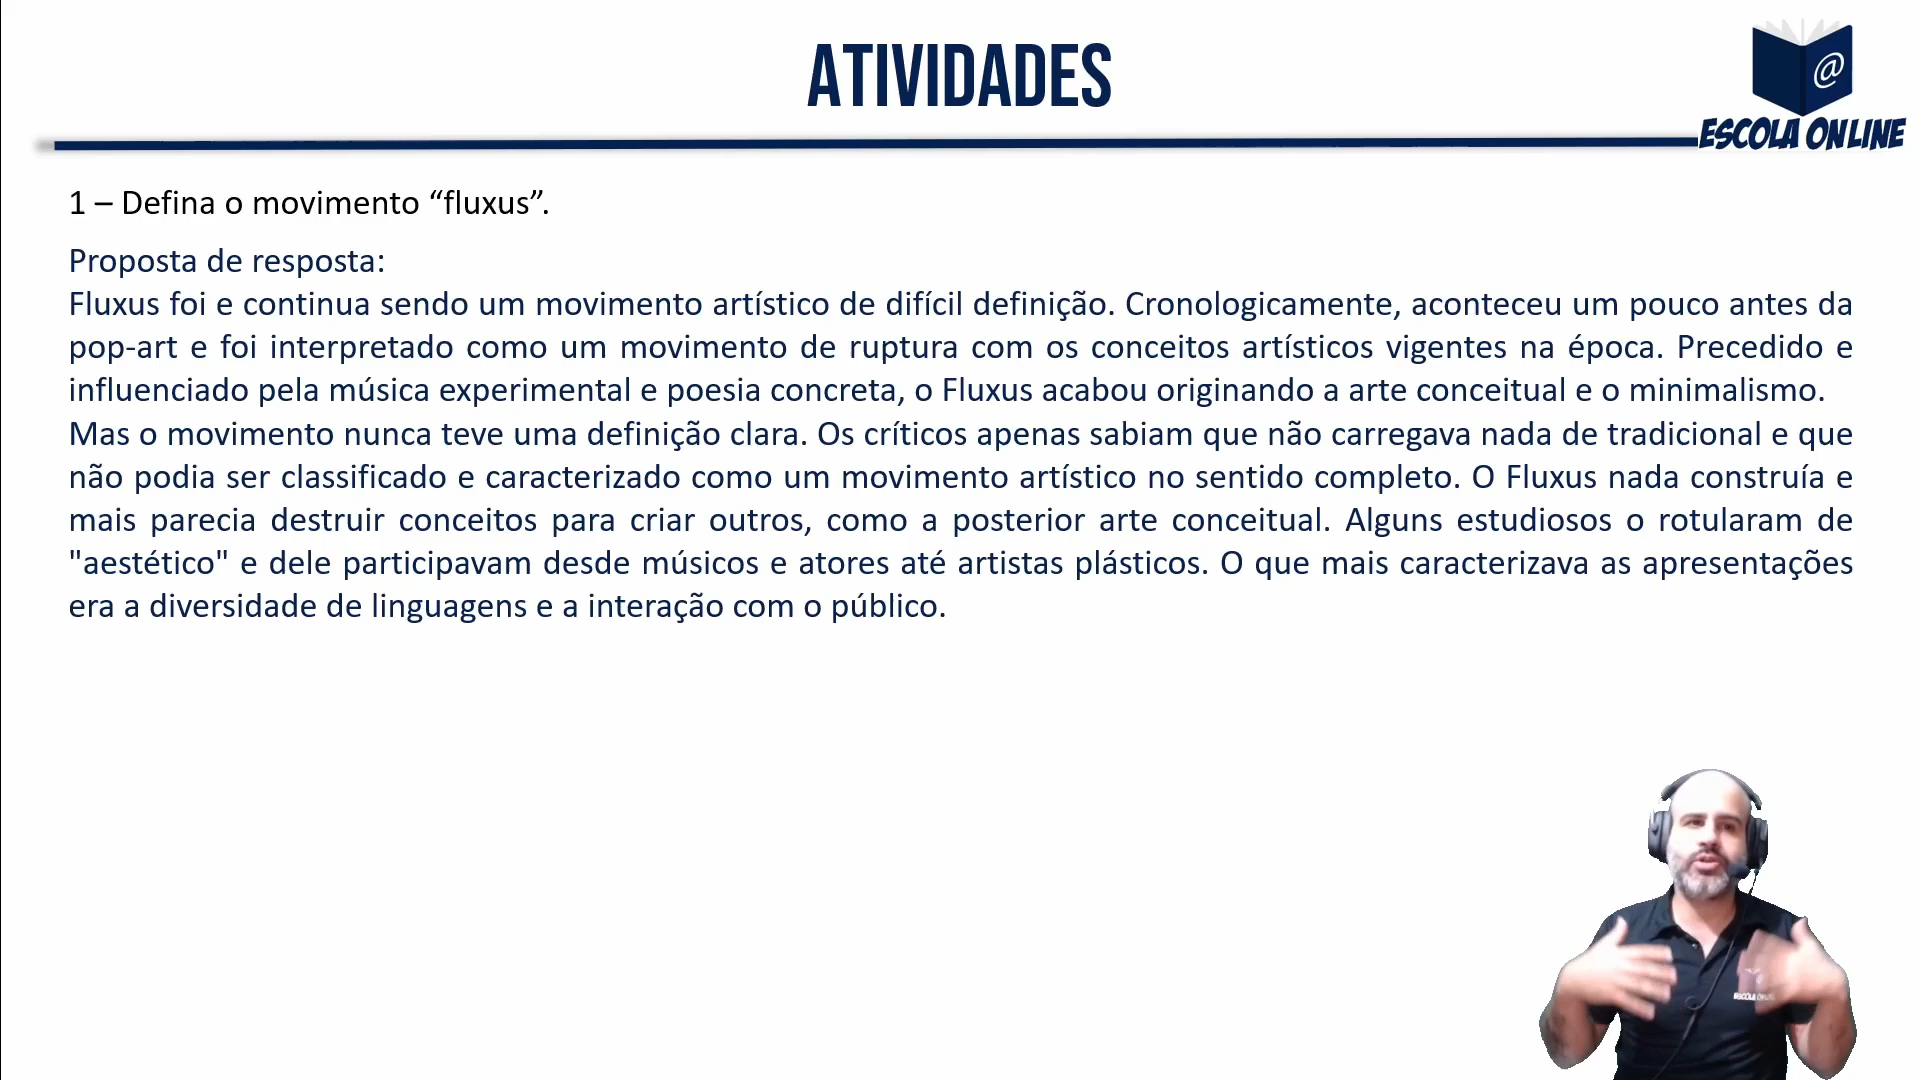 ATIVIDADES
@
ESCOLA ONLINE
1 – Defina o movimento “fluxus”.
Proposta de resposta:
Fluxus foi e continua sendo um movimento artístico de difícil definição. Cronologicamente, aconteceu um pouco antes da
pop-art e foi interpretado como um movimento de ruptura com os conceitos artísticos vigentes na época. Precedido e
influenciado pela música experimental e poesia concreta, o Fluxus acabou originando a arte conceitual e o minimalismo.
Mas o movimento nunca teve uma definição clara. Os críticos apenas sabiam que não carregava nada de tradicional e que
não podia ser classificado e caracterizado como um movimento artístico no sentido completo. O Fluxus nada construía e
mais parecia destruir conceitos para criar outros, como a posterior arte conceitual. Alguns estudiosos o rotularam de
"aestético" e dele participavam desde músicos e atores até artistas plásticos. O que mais caracterizava as apresentações
era a diversidade de linguagens e a interação com o público.